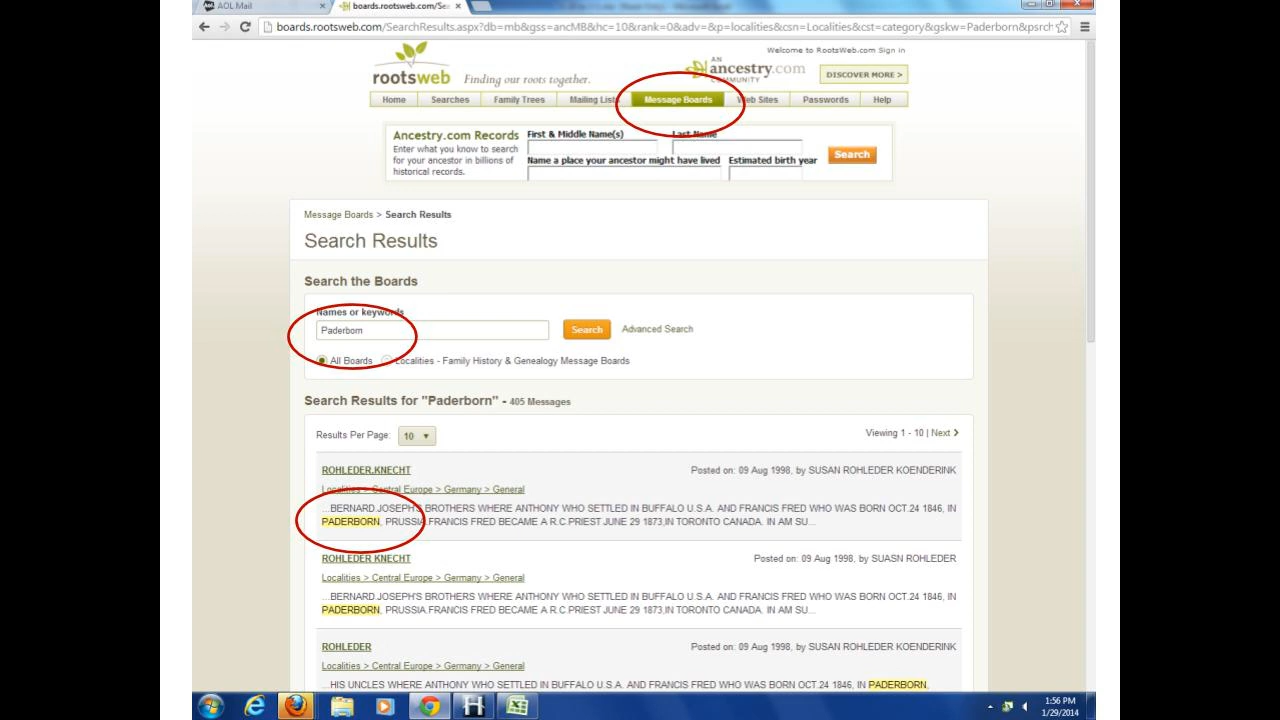 AOL Mail
boards.rootsweb.com/Se
boards.rootsweb.com/SearchResults.aspx?db=mb&gss=ancMB&hc=10&rank=0&adv=&p=localities&csn=Localities&cst=category&gskw=Paderborn&psrch
Welcome to RootsWeb.com Sign in
rootsweb Finding our roots together.
AN ancestry.com COMMUNITY
DISCOVER MORE >
Home Searches Family Trees Mailing Lists Message Boards Web Sites Passwords Help
Ancestry.com Records First & Middle Name(s) Last Name
Enter what you know to search
for your ancestor in billions of
historical records.
Name a place your ancestor might have lived Estimated birth year
Search
Message Boards > Search Results
Search Results
Search the Boards
Names or keywords
Paderborn Search Advanced Search
All Boards Localities - Family History & Genealogy Message Boards
Search Results for "Paderborn" - 405 Messages
Results Per Page: 10 Viewing 1 - 10 | Next >
ROHLEDER,KNECHT Posted on: 09 Aug 1998, by SUSAN ROHLEDER KOENDERINK
Localities > Central Europe > Germany > General
...BERNARD.JOSEPH'S BROTHERS WHERE ANTHONY WHO SETTLED IN BUFFALO U.S.A. AND FRANCIS FRED WHO WAS BORN OCT.24 1846, IN
PADERBORN, PRUSSIA.FRANCIS FRED BECAME A R.C.PRIEST JUNE 29 1873,IN TORONTO CANADA. IN AM SU...
ROHLEDER KNECHT Posted on: 09 Aug 1998, by SUASN ROHLEDER
Localities > Central Europe > Germany > General
...BERNARD.JOSEPH'S BROTHERS WHERE ANTHONY WHO SETTLED IN BUFFALO U.S.A. AND FRANCIS FRED WHO WAS BORN OCT.24 1846, IN
PADERBORN, PRUSSIA.FRANCIS FRED BECAME A R.C.PRIEST JUNE 29 1873,IN TORONTO CANADA. IN AM SU...
ROHLEDER Posted on: 09 Aug 1998, by SUSAN ROHLEDER KOENDERINK
Localities > Central Europe > Germany > General
...HIS UNCLES WHERE ANTHONY WHO SETTLED IN BUFFALO U.S.A. AND FRANCIS FRED WHO WAS BORN OCT.24 1846, IN PADERBORN,
1:56 PM
1/29/2014